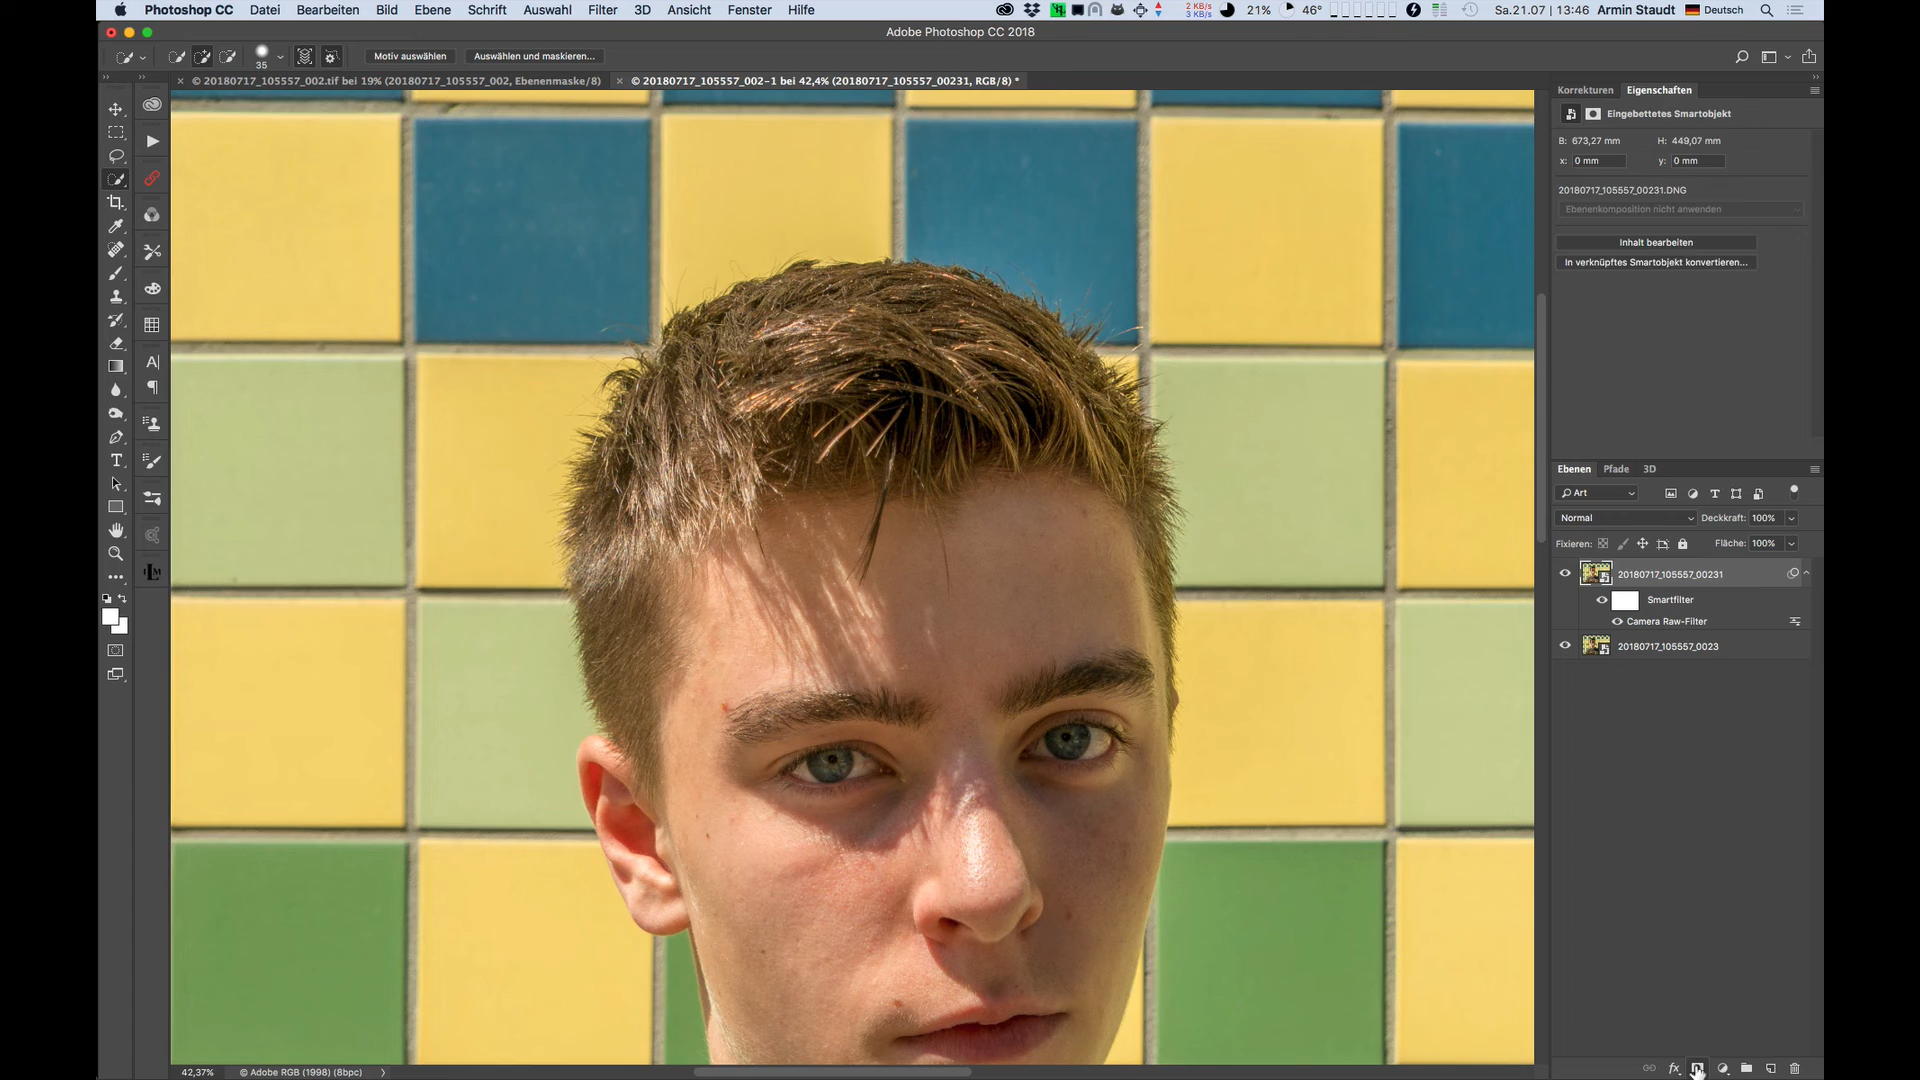 Photoshop CC Datei Bearbeiten Bild Ebene Schrift Auswahl Filter 3D Ansicht Fenster Hilfe 2 KB/s 3 KB/s 21% 46° Sa.21.07 | 13:46 Armin Staudt Deutsch
Adobe Photoshop CC 2018
35 Motiv auswählen Auswählen und maskieren...
© 20180717_105557_002.tif bei 19% (20180717_105557_002, Ebenenmaske/8) © 20180717_105557_002-1 bei 42,4% (20180717_105557_00231, RGB/8) *
Korrekturen Eigenschaften
Eingebettetes Smartobjekt
B: 673,27 mm H: 449,07 mm
x: 0 mm y: 0 mm
20180717_105557_00231.DNG
Ebenenkomposition nicht anwenden
Inhalt bearbeiten
In verknüpftes Smartobjekt konvertieren...
Ebenen Pfade 3D
Art
Normal Deckkraft: 100%
Fixieren: Fläche: 100%
20180717_105557_00231
Smartfilter
Camera Raw-Filter
20180717_105557_0023
42,37% © Adobe RGB (1998) (8bpc)
fx